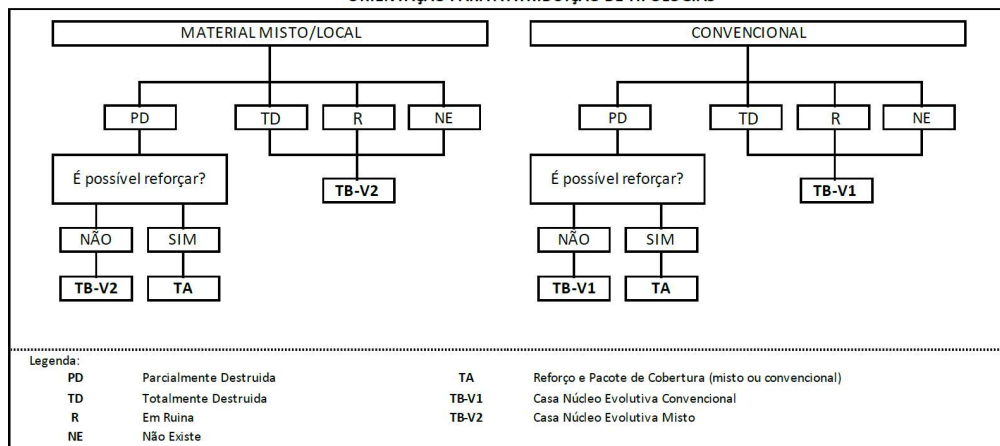 MATERIAL MISTO/LOCAL CONVENCIONAL
PD TD R NE PD TD R NE
É possível reforçar? TB-V2 É possível reforçar? TB-V1
NÃO SIM NÃO SIM
TB-V2 TA TB-V1 TA
Legenda:
PD Parcialmente Destruida TA Reforço e Pacote de Cobertura (misto ou convencional)
TD Totalmente Destruida TB-V1 Casa Núcleo Evolutiva Convencional
R Em Ruina TB-V2 Casa Núcleo Evolutiva Misto
NE Não Existe